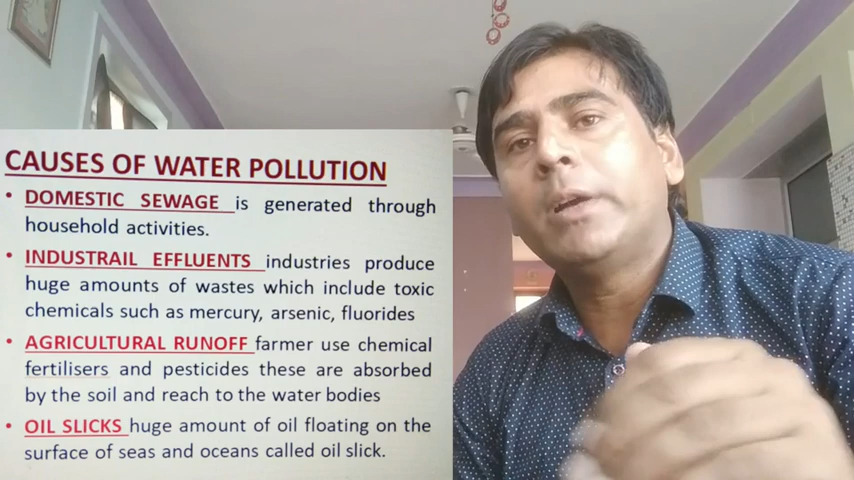 CAUSES OF WATER POLLUTION
• DOMESTIC SEWAGE is generated through
household activities.
• INDUSTRAIL EFFLUENTS industries produce
huge amounts of wastes which include toxic
chemicals such as mercury, arsenic, fluorides
• AGRICULTURAL RUNOFF farmer use chemical
fertilisers and pesticides these are absorbed
by the soil and reach to the water bodies
• OIL SLICKS huge amount of oil floating on the
surface of seas and oceans called oil slick.